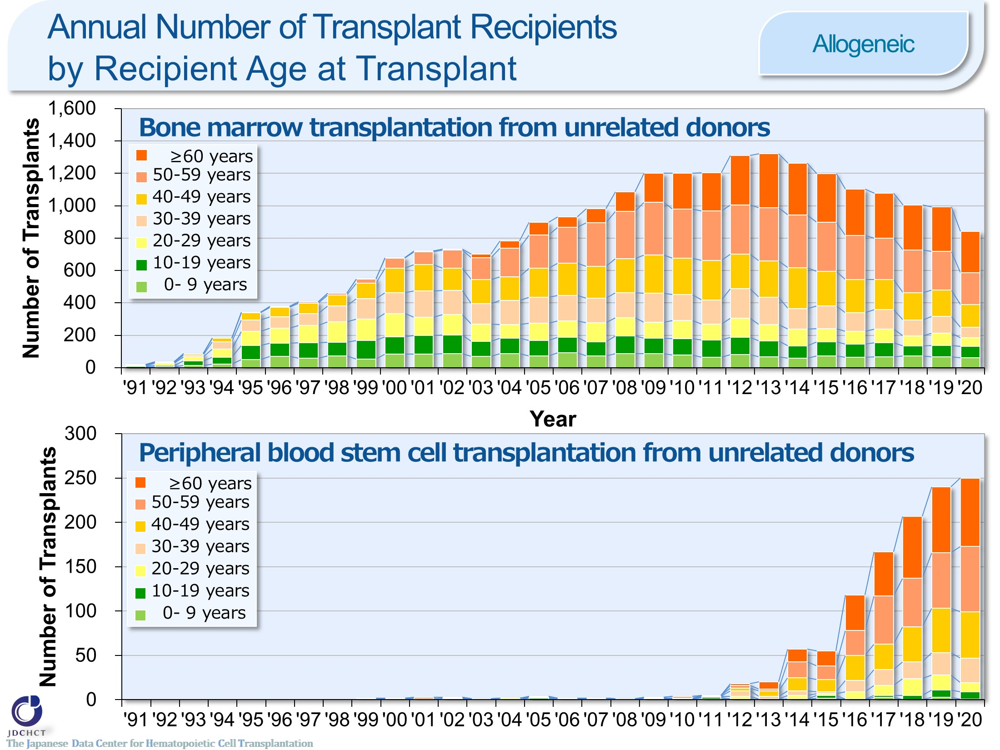 Annual Number of Transplant Recipients
by Recipient Age at Transplant
Allogeneic
Bone marrow transplantation from unrelated donors
Number of Transplants
1,600
1,400
1,200
1,000
800
600
400
200
0
≥60 years
50-59 years
40-49 years
30-39 years
20-29 years
10-19 years
0- 9 years
'91 '92 '93 '94 '95 '96 '97 '98 '99 '00 '01 '02 '03 '04 '05 '06 '07 '08 '09 '10 '11 '12 '13 '14 '15 '16 '17 '18 '19 '20
Year
Peripheral blood stem cell transplantation from unrelated donors
Number of Transplants
300
250
200
150
100
50
0
≥60 years
50-59 years
40-49 years
30-39 years
20-29 years
10-19 years
0- 9 years
'91 '92 '93 '94 '95 '96 '97 '98 '99 '00 '01 '02 '03 '04 '05 '06 '07 '08 '09 '10 '11 '12 '13 '14 '15 '16 '17 '18 '19 '20
JDCHCT
The Japanese Data Center for Hematopoietic Cell Transplantation